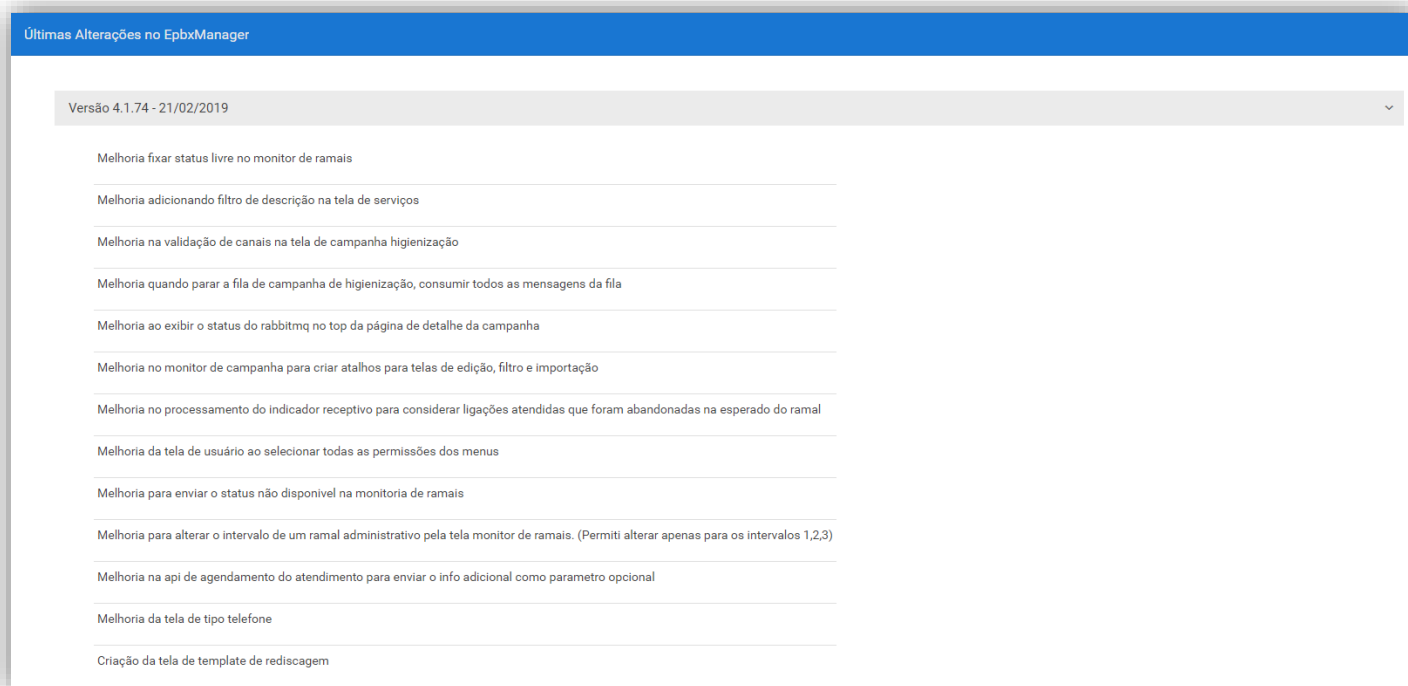 Últimas Alterações no EpbxManager
Versão 4.1.74 - 21/02/2019
Melhoria fixar status livre no monitor de ramais
Melhoria adicionando filtro de descrição na tela de serviços
Melhoria na validação de canais na tela de campanha higienização
Melhoria quando parar a fila de campanha de higienização, consumir todos as mensagens da fila
Melhoria ao exibir o status do rabbitmq no top da página de detalhe da campanha
Melhoria no monitor de campanha para criar atalhos para telas de edição, filtro e importação
Melhoria no processamento do indicador receptivo para considerar ligações atendidas que foram abandonadas na esperado do ramal
Melhoria da tela de usuário ao selecionar todas as permissões dos menus
Melhoria para enviar o status não disponivel na monitoria de ramais
Melhoria para alterar o intervalo de um ramal administrativo pela tela monitor de ramais. (Permiti alterar apenas para os intervalos 1,2,3)
Melhoria na api de agendamento do atendimento para enviar o info adicional como parametro opcional
Melhoria da tela de tipo telefone
Criação da tela de template de rediscagem